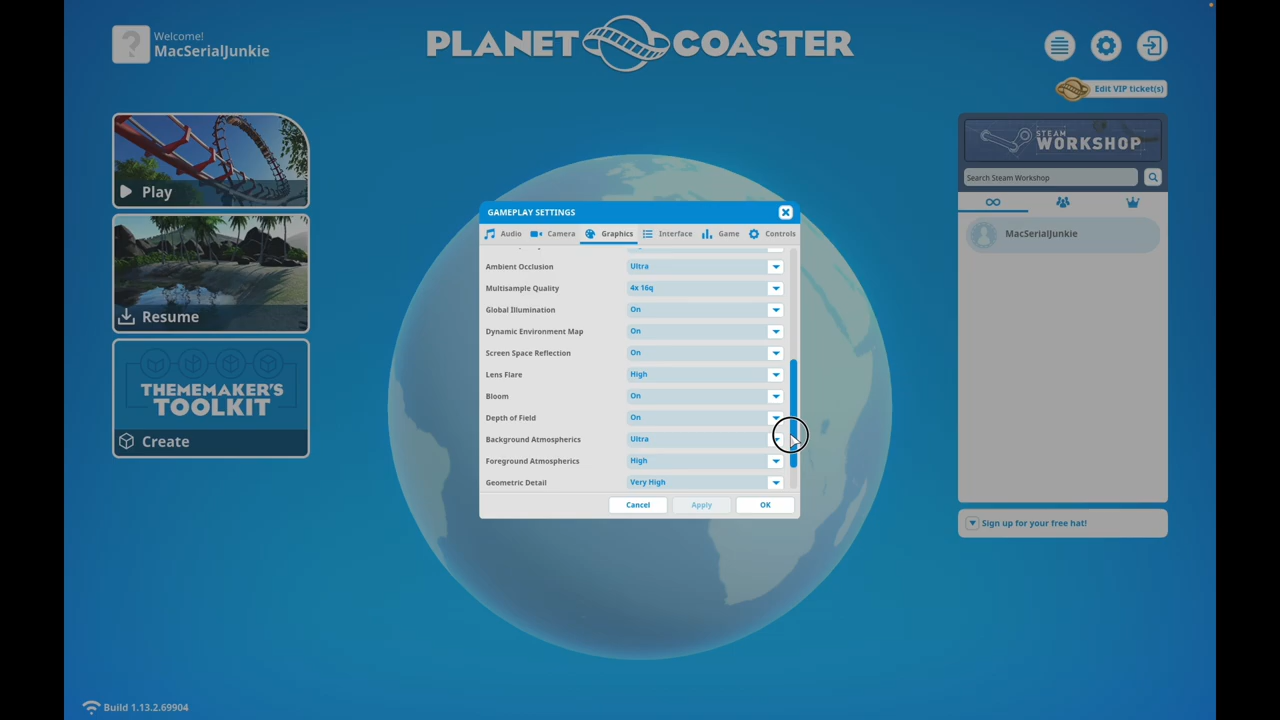 Welcome!
MacSerialJunkie
PLANET COASTER
Edit VIP ticket(s)
Play
Resume
THEMEMAKER'S
TOOLKIT
Create
STEAM
WORKSHOP
Search Steam Workshop
MacSerialJunkie
Sign up for your free hat!
GAMEPLAY SETTINGS
Audio Camera Graphics Interface Game Controls
Ambient Occlusion Ultra
Multisample Quality 4x 16q
Global Illumination On
Dynamic Environment Map On
Screen Space Reflection On
Lens Flare High
Bloom On
Depth of Field On
Background Atmospherics Ultra
Foreground Atmospherics High
Geometric Detail Very High
Cancel Apply OK
Build 1.13.2.69904